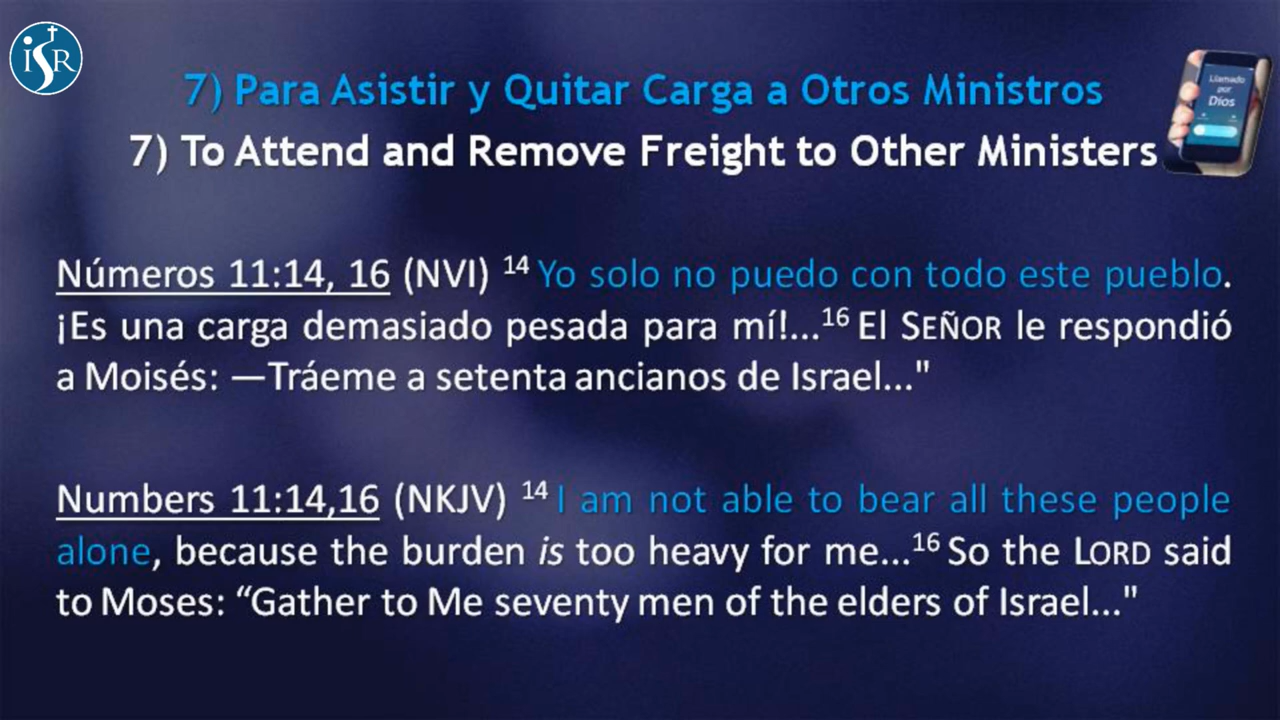 iSR
7) Para Asistir y Quitar Carga a Otros Ministros
7) To Attend and Remove Freight to Other Ministers
Llamado
por
Dios
Números 11:14, 16 (NVI) 14 Yo solo no puedo con todo este pueblo.
¡Es una carga demasiado pesada para mí!...16 El SEÑOR le respondió
a Moisés: —Tráeme a setenta ancianos de Israel..."
Numbers 11:14,16 (NKJV) 14 I am not able to bear all these people
alone, because the burden is too heavy for me...16 So the LORD said
to Moses: “Gather to Me seventy men of the elders of Israel..."